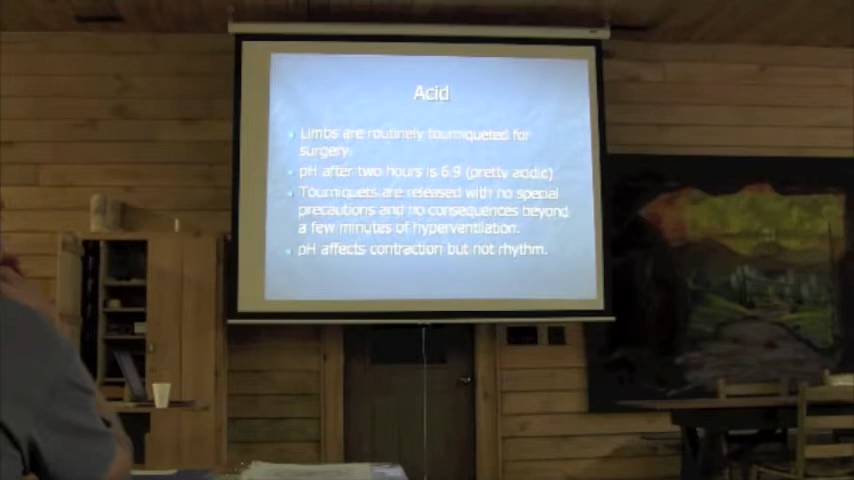 Acid
Limbs are routinely tourniqueted for
surgery
pH after two hours is 6.9 (pretty acidic)
Tourniquets are released with no special
precautions and no consequences beyond
a few minutes of hyperventilation.
pH affects contraction but not rhythm.